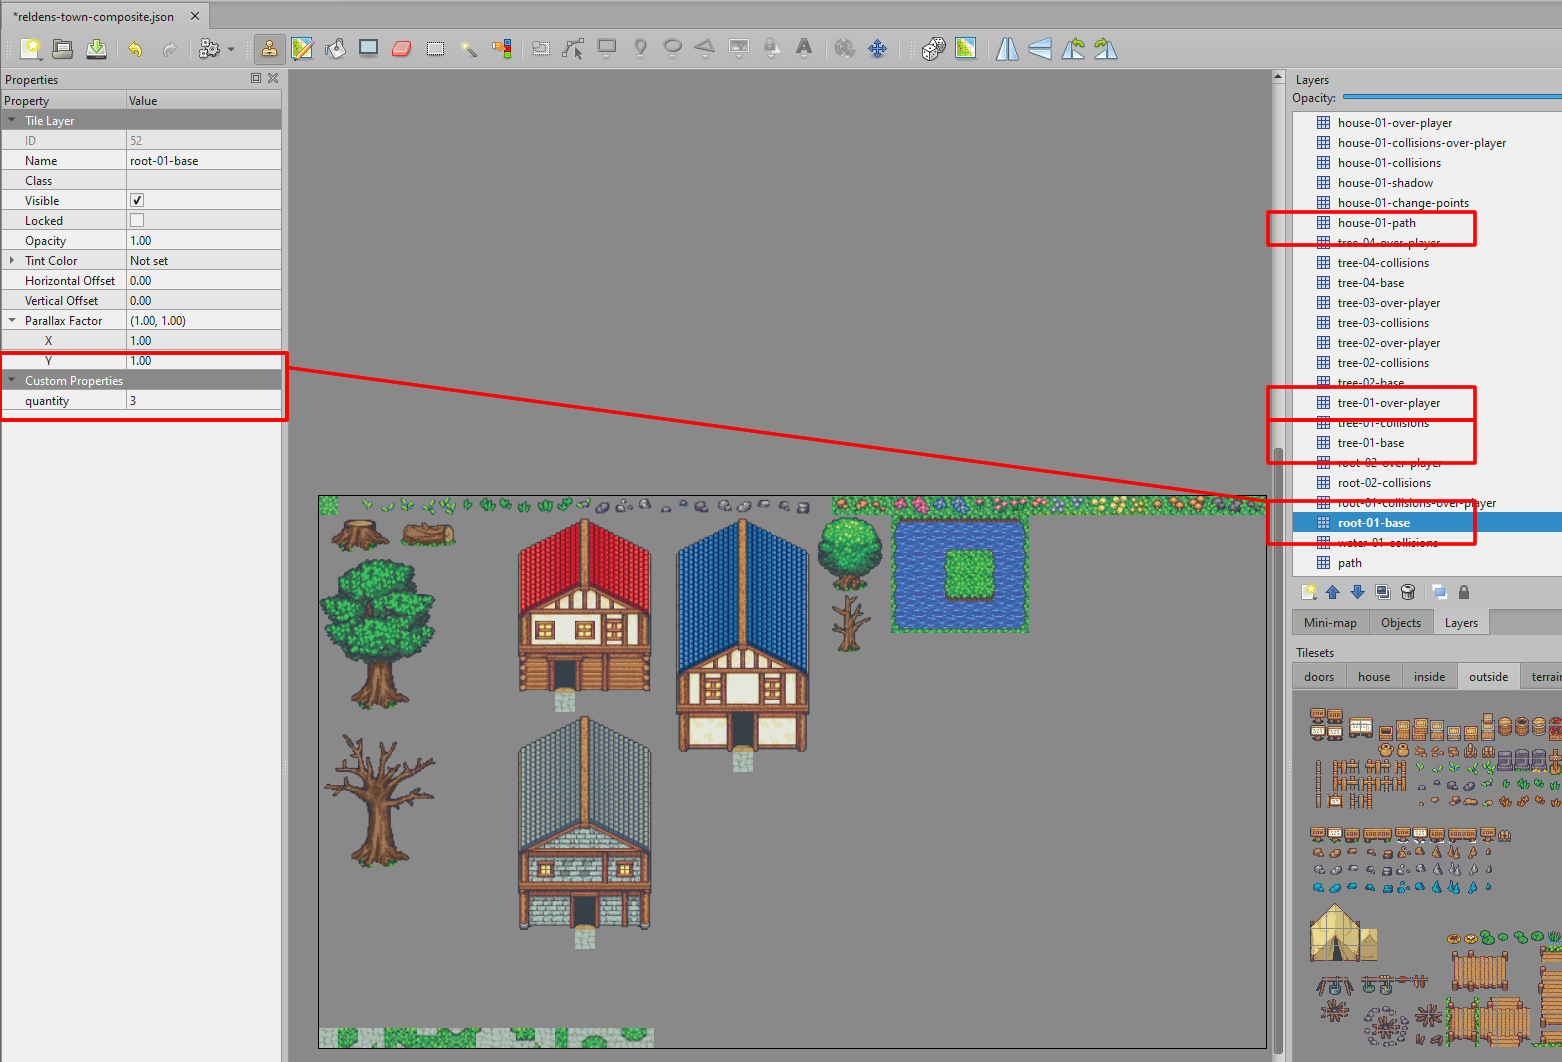 *reldens-town-composite.json
Properties
Property Value
Tile Layer
ID 52
Name root-01-base
Class
Visible
Locked
Opacity 1.00
Tint Color Not set
Horizontal Offset 0.00
Vertical Offset 0.00
Parallax Factor (1.00, 1.00)
X 1.00
Y 1.00
Custom Properties
quantity 3
Layers
Opacity:
house-01-over-player
house-01-collisions-over-player
house-01-collisions
house-01-shadow
house-01-change-points
house-01-path
tree-04-over-player
tree-04-collisions
tree-04-base
tree-03-over-player
tree-03-collisions
tree-02-over-player
tree-02-collisions
tree-02-base
tree-01-over-player
tree-01-collisions
tree-01-base
root-02-over-player
root-02-collisions
root-01-collisions-over-player
root-01-base
water-01-collisions
path
Mini-map Objects Layers
Tilesets
doors house inside outside terrain